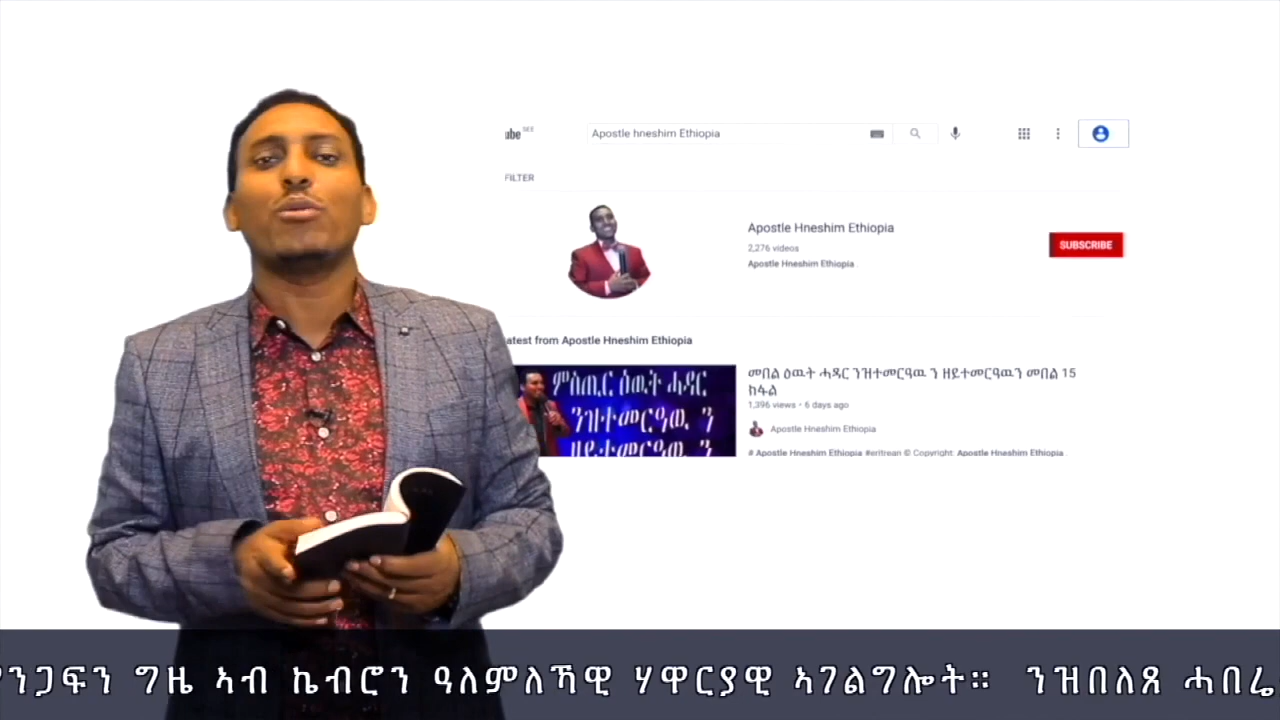 ube SEE
Apostle hneshim Ethiopia
FILTER
Apostle Hneshim Ethiopia
2,276 videos
Apostle Hneshim Ethiopia
SUBSCRIBE
atest from Apostle Hneshim Ethiopia
ምስጢር ዕዉት ሓዳር
ንዝተመርዓዉ ን
ዘይተመርዓዉ ን
መበል ዕዉት ሓዳር ንዝተመርዓዉ ን ዘይተመርዓዉን መበል 15
ክፋል
1,396 views • 6 days ago
Apostle Hneshim Ethiopia
# Apostle Hneshim Ethiopia #eritrean © Copyright: Apostle Hneshim Ethiopia .
ንጋፍን ግዜ ኣብ ኬብሮን ዓለምለኻዊ ሃዋርያዊ ኣገልግሎት። ንዝበለጸ ሓበሬ